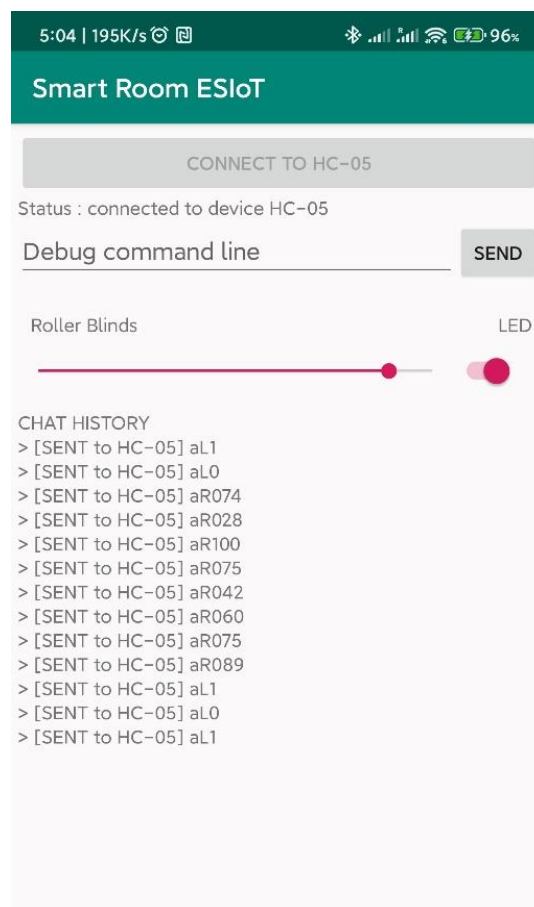 5:04 | 195K/s 96%
Smart Room ESIoT
CONNECT TO HC-05
Status : connected to device HC-05
Debug command line SEND
Roller Blinds LED
CHAT HISTORY
> [SENT to HC-05] aL1
> [SENT to HC-05] aL0
> [SENT to HC-05] aR074
> [SENT to HC-05] aR028
> [SENT to HC-05] aR100
> [SENT to HC-05] aR075
> [SENT to HC-05] aR042
> [SENT to HC-05] aR060
> [SENT to HC-05] aR075
> [SENT to HC-05] aR089
> [SENT to HC-05] aL1
> [SENT to HC-05] aL0
> [SENT to HC-05] aL1